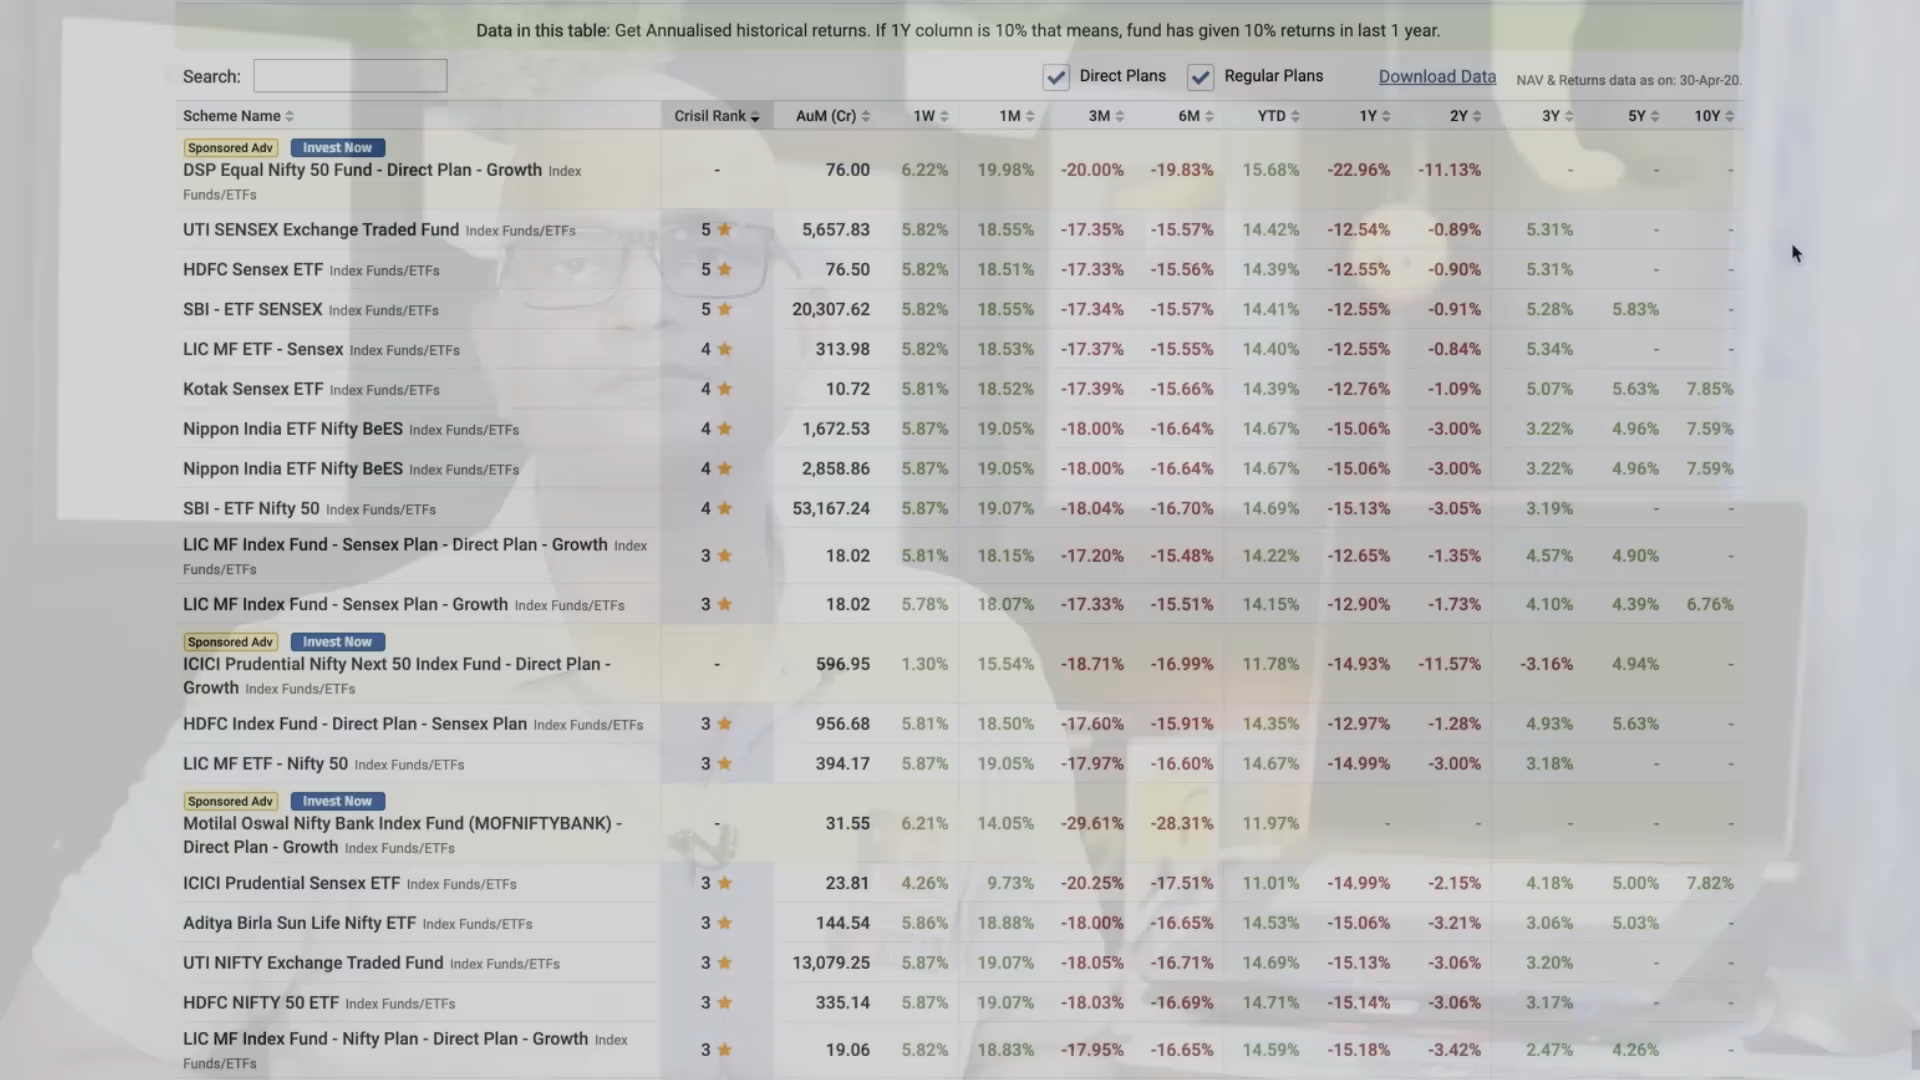 Data in this table: Get Annualised historical returns. If 1Y column is 10% that means, fund has given 10% returns in last 1 year.
Search: Direct Plans Regular Plans Download Data NAV & Returns data as on: 30-Apr-20.
Scheme Name Crisil Rank AuM (Cr) 1W 1M 3M 6M YTD 1Y 2Y 3Y 5Y 10Y
Sponsored Adv Invest Now
DSP Equal Nifty 50 Fund - Direct Plan - Growth Index - 76.00 6.22% 19.98% -20.00% -19.83% 15.68% -22.96% -11.13% - - -
Funds/ETFs
UTI SENSEX Exchange Traded Fund Index Funds/ETFs 5 5,657.83 5.82% 18.55% -17.35% -15.57% 14.42% -12.54% -0.89% 5.31% - -
HDFC Sensex ETF Index Funds/ETFs 5 76.50 5.82% 18.51% -17.33% -15.56% 14.39% -12.55% -0.90% 5.31% - -
SBI - ETF SENSEX Index Funds/ETFs 5 20,307.62 5.82% 18.55% -17.34% -15.57% 14.41% -12.55% -0.91% 5.28% 5.83% -
LIC MF ETF - Sensex Index Funds/ETFs 4 313.98 5.82% 18.53% -17.37% -15.55% 14.40% -12.55% -0.84% 5.34% - -
Kotak Sensex ETF Index Funds/ETFs 4 10.72 5.81% 18.52% -17.39% -15.66% 14.39% -12.76% -1.09% 5.07% 5.63% 7.85%
Nippon India ETF Nifty BeES Index Funds/ETFs 4 1,672.53 5.87% 19.05% -18.00% -16.64% 14.67% -15.06% -3.00% 3.22% 4.96% 7.59%
Nippon India ETF Nifty BeES Index Funds/ETFs 4 2,858.86 5.87% 19.05% -18.00% -16.64% 14.67% -15.06% -3.00% 3.22% 4.96% 7.59%
SBI - ETF Nifty 50 Index Funds/ETFs 4 53,167.24 5.87% 19.07% -18.04% -16.70% 14.69% -15.13% -3.05% 3.19% - -
LIC MF Index Fund - Sensex Plan - Direct Plan - Growth Index 3 18.02 5.81% 18.15% -17.20% -15.48% 14.22% -12.65% -1.35% 4.57% 4.90% -
Funds/ETFs
LIC MF Index Fund - Sensex Plan - Growth Index Funds/ETFs 3 18.02 5.78% 18.07% -17.33% -15.51% 14.15% -12.90% -1.73% 4.10% 4.39% 6.76%
Sponsored Adv Invest Now
ICICI Prudential Nifty Next 50 Index Fund - Direct Plan - - 596.95 1.30% 15.54% -18.71% -16.99% 11.78% -14.93% -11.57% -3.16% 4.94% -
Growth Index Funds/ETFs
HDFC Index Fund - Direct Plan - Sensex Plan Index Funds/ETFs 3 956.68 5.81% 18.50% -17.60% -15.91% 14.35% -12.97% -1.28% 4.93% 5.63% -
LIC MF ETF - Nifty 50 Index Funds/ETFs 3 394.17 5.87% 19.05% -17.97% -16.60% 14.67% -14.99% -3.00% 3.18% - -
Sponsored Adv Invest Now
Motilal Oswal Nifty Bank Index Fund (MOFNIFTYBANK) - - 31.55 6.21% 14.05% -29.61% -28.31% 11.97% - - - - -
Direct Plan - Growth Index Funds/ETFs
ICICI Prudential Sensex ETF Index Funds/ETFs 3 23.81 4.26% 9.73% -20.25% -17.51% 11.01% -14.99% -2.15% 4.18% 5.00% 7.82%
Aditya Birla Sun Life Nifty ETF Index Funds/ETFs 3 144.54 5.86% 18.88% -18.00% -16.65% 14.53% -15.06% -3.21% 3.06% 5.03% -
UTI NIFTY Exchange Traded Fund Index Funds/ETFs 3 13,079.25 5.87% 19.07% -18.05% -16.71% 14.69% -15.13% -3.06% 3.20% - -
HDFC NIFTY 50 ETF Index Funds/ETFs 3 335.14 5.87% 19.07% -18.03% -16.69% 14.71% -15.14% -3.06% 3.17% - -
LIC MF Index Fund - Nifty Plan - Direct Plan - Growth Index 3 19.06 5.82% 18.83% -17.95% -16.65% 14.59% -15.18% -3.42% 2.47% 4.26% -
Funds/ETFs